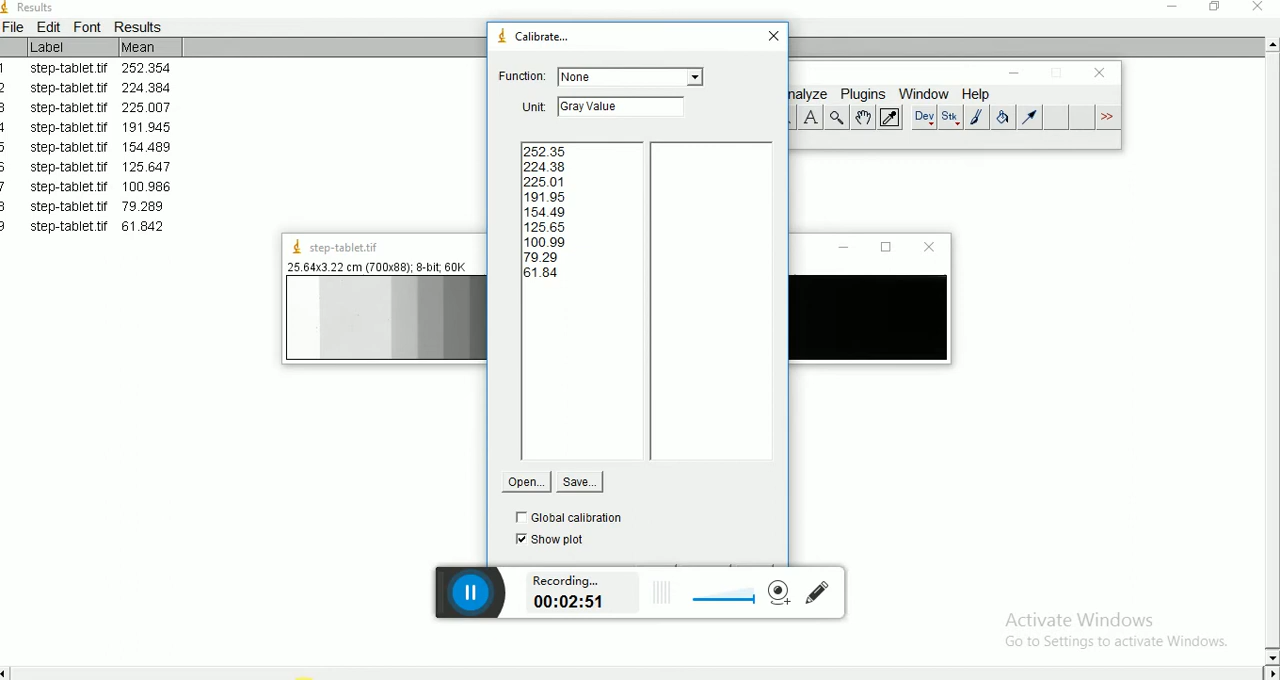 Results
File Edit Font Results
Label Mean
1 step-tablet.tif 252.354
2 step-tablet.tif 224.384
3 step-tablet.tif 225.007
4 step-tablet.tif 191.945
5 step-tablet.tif 154.489
6 step-tablet.tif 125.647
7 step-tablet.tif 100.986
8 step-tablet.tif 79.289
9 step-tablet.tif 61.842
Calibrate...
Function: None
Unit: Gray Value
252.35
224.38
225.01
191.95
154.49
125.65
100.99
79.29
61.84
Open... Save...
Global calibration
Show plot
nalyze Plugins Window Help
A Dev Stk >>
step-tablet.tif
25.64x3.22 cm (700x88); 8-bit; 60K
Recording...
00:02:51
Activate Windows
Go to Settings to activate Windows.